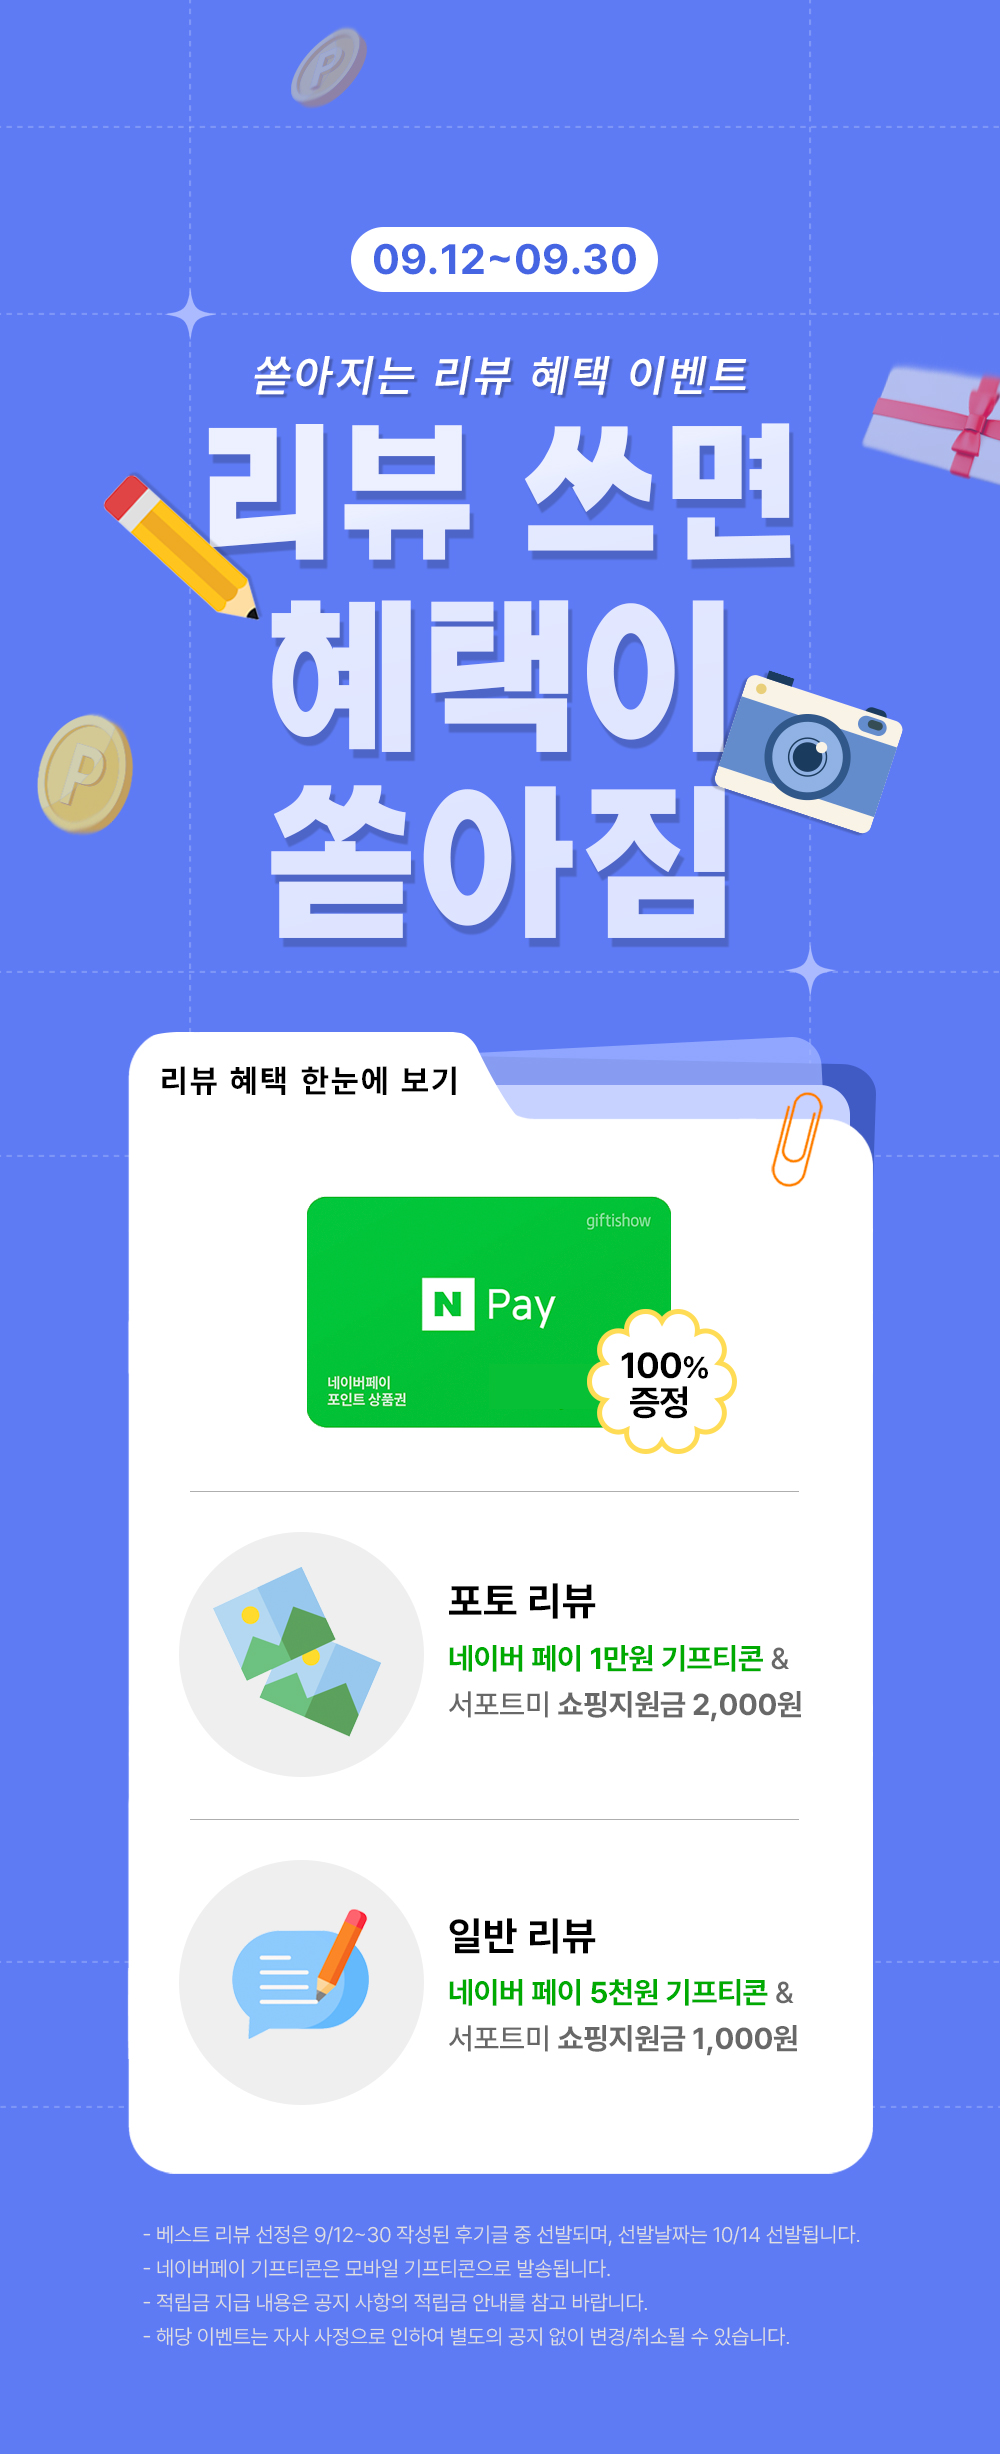 P
09.12~09.30
쏟아지는 리뷰 혜택 이벤트
리뷰 쓰면
혜택이
쏟아짐
P
리뷰 혜택 한눈에 보기
giftishow
N Pay
네이버페이
포인트 상품권
100%
증정
포토 리뷰
네이버 페이 1만원 기프티콘 &
서포트미 쇼핑지원금 2,000원
일반 리뷰
네이버 페이 5천원 기프티콘 &
서포트미 쇼핑지원금 1,000원
- 베스트 리뷰 선정은 9/12~30 작성된 후기글 중 선발되며, 선발날짜는 10/14 선발됩니다.
- 네이버페이 기프티콘은 모바일 기프티콘으로 발송됩니다.
- 적립금 지급 내용은 공지 사항의 적립금 안내를 참고 바랍니다.
- 해당 이벤트는 자사 사정으로 인하여 별도의 공지 없이 변경/취소될 수 있습니다.